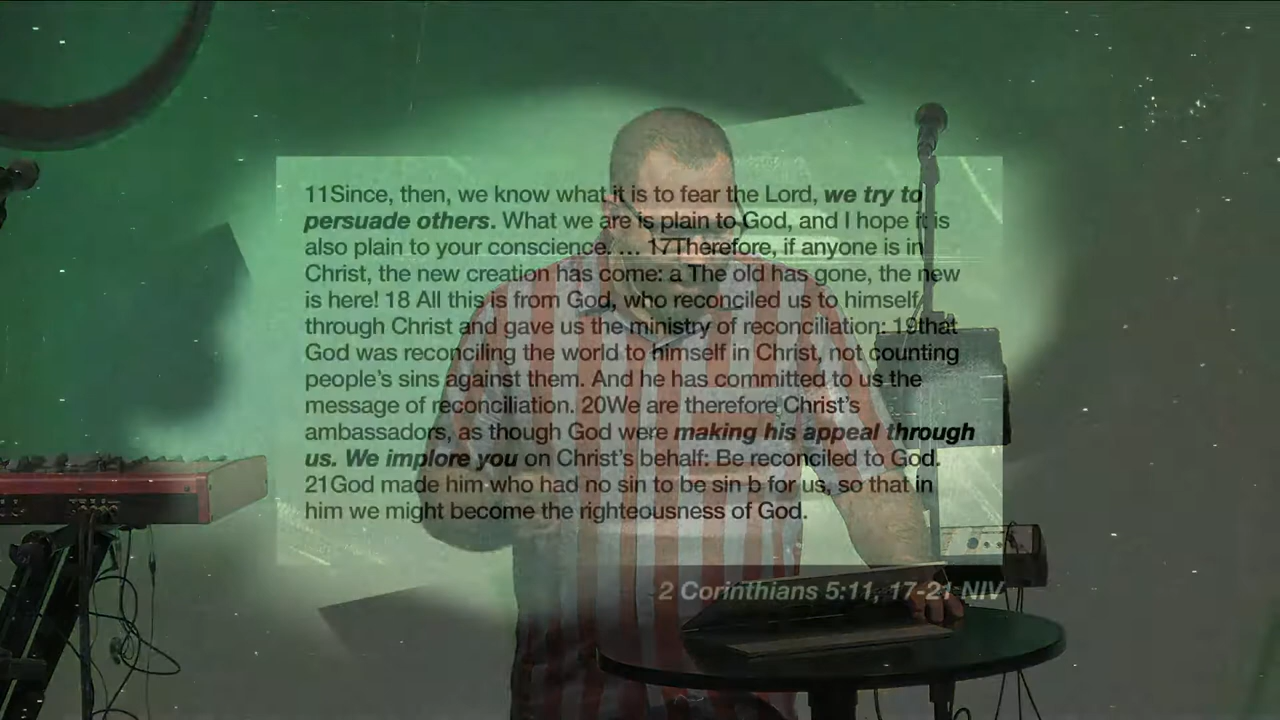 11Since, then, we know what it is to fear the Lord, we try to
persuade others. What we are is plain to God, and I hope it is
also plain to your conscience. ... 17Therefore, if anyone is in
Christ, the new creation has come: a The old has gone, the new
is here! 18 All this is from God, who reconciled us to himself
through Christ and gave us the ministry of reconciliation: 19that
God was reconciling the world to himself in Christ, not counting
people's sins against them. And he has committed to us the
message of reconciliation. 20We are therefore Christ's
ambassadors, as though God were making his appeal through
us. We implore you on Christ's behalf: Be reconciled to God.
21God made him who had no sin to be sin b for us, so that in
him we might become the righteousness of God.
2 Corinthians 5:11, 17-21 NIV